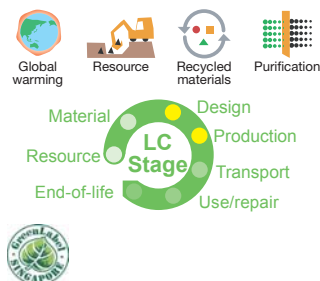 Global
warming
Resource
Recycled
materials
Purification
Material
Design
Resource
LC
Stage
Production
Transport
End-of-life
Use/repair
GreenLabel
SINGAPORE